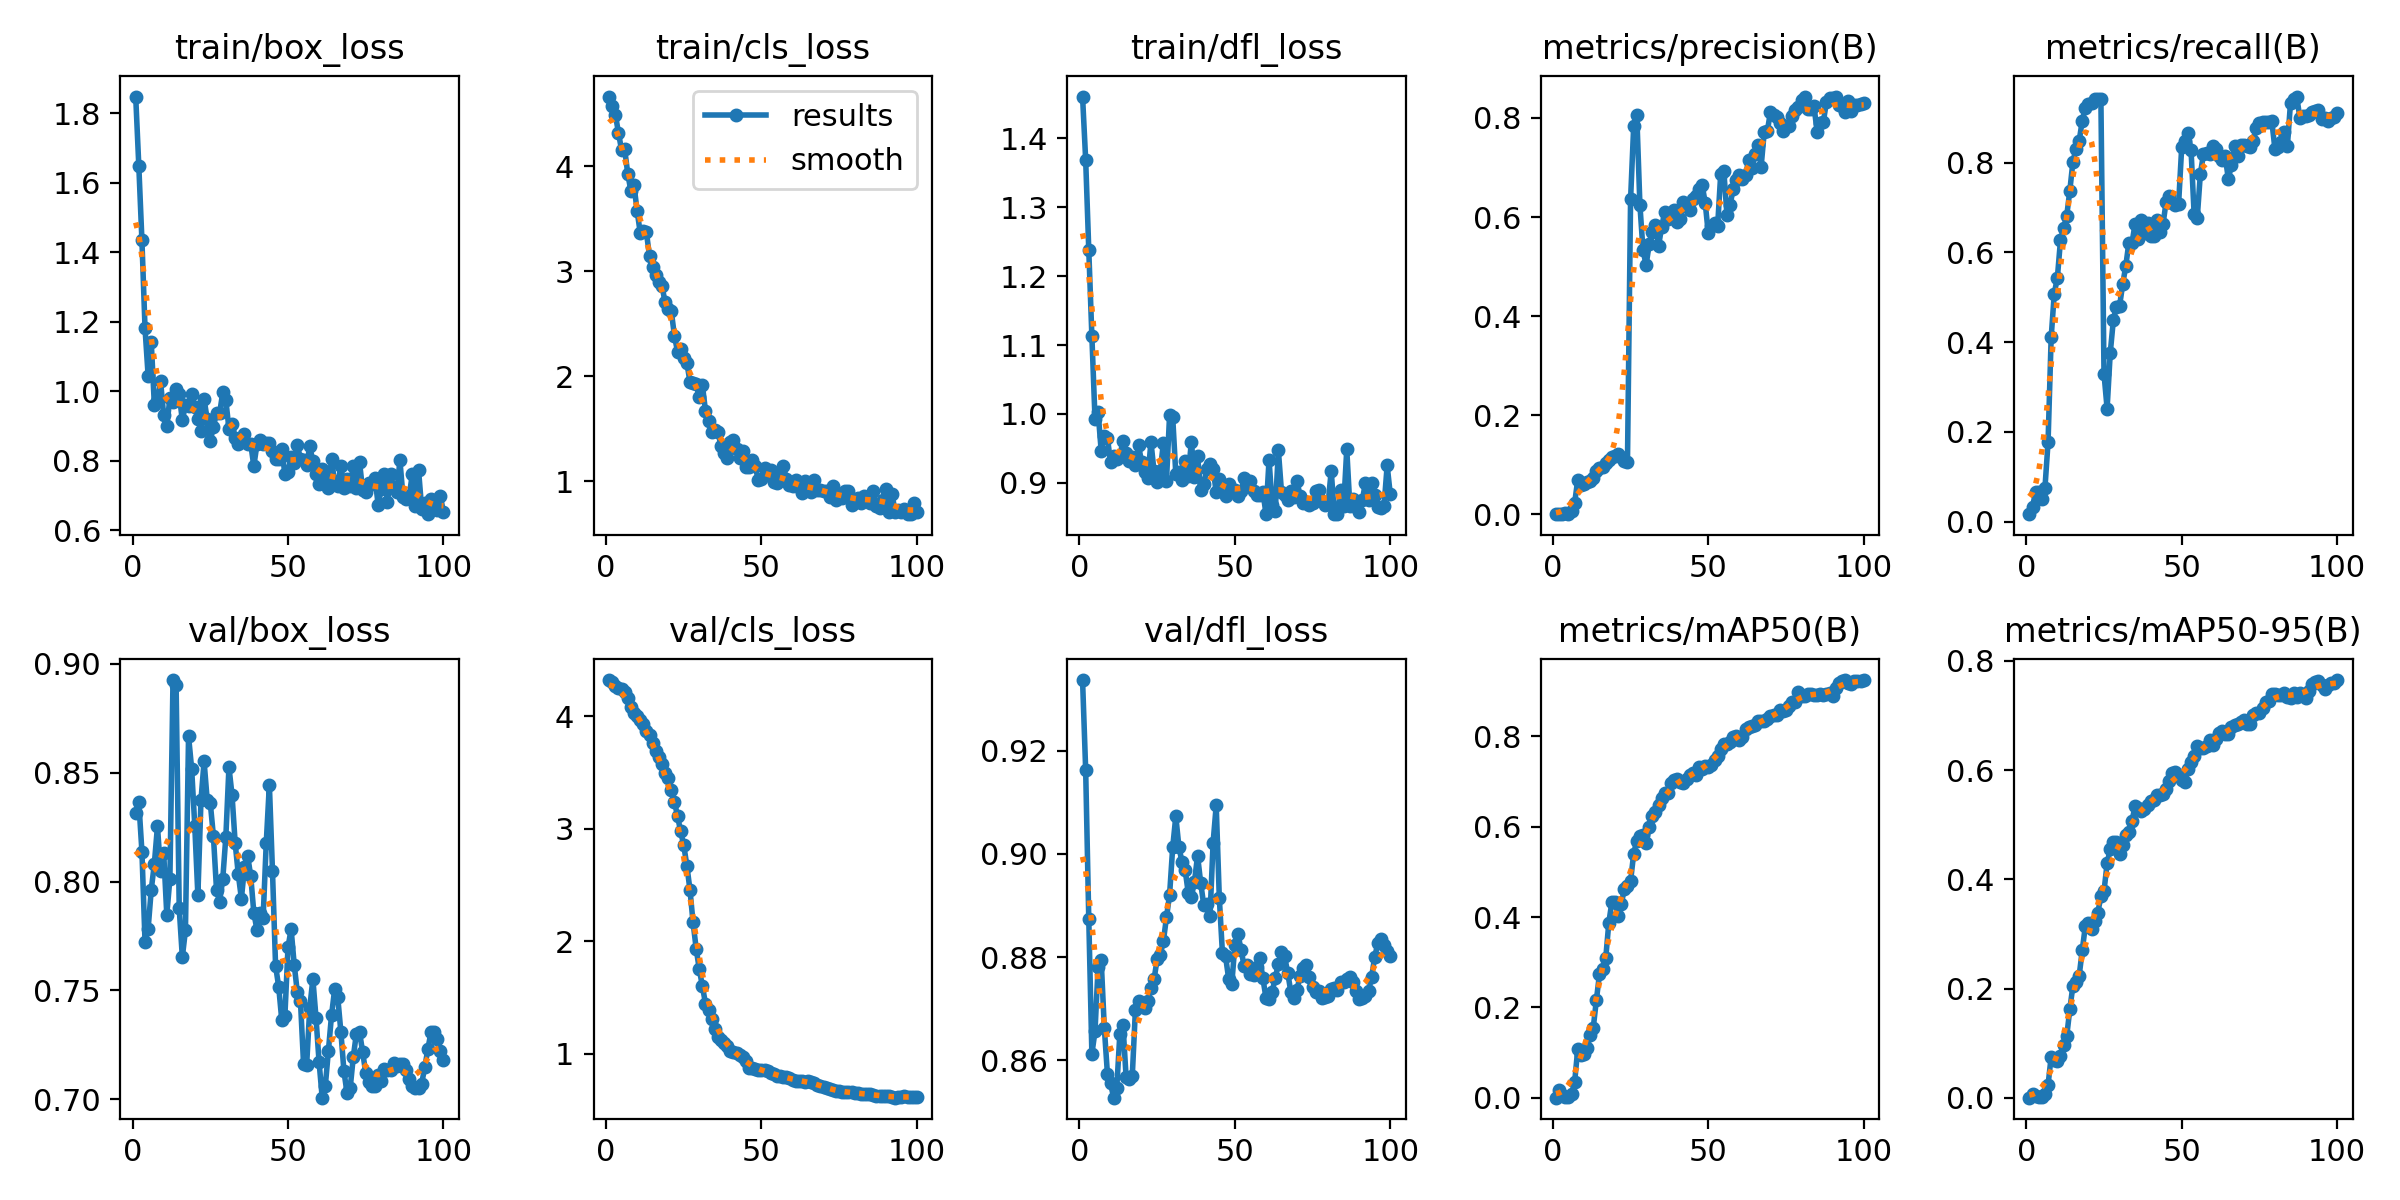 train/box_loss
1.8
1.6
1.4
1.2
1.0
0.8
0.6
0 50 100
train/cls_loss
results
smooth
4
3
2
1
0 50 100
train/dfl_loss
1.4
1.3
1.2
1.1
1.0
0.9
0 50 100
metrics/precision(B)
0.8
0.6
0.4
0.2
0.0
0 50 100
metrics/recall(B)
0.8
0.6
0.4
0.2
0.0
0 50 100
val/box_loss
0.90
0.85
0.80
0.75
0.70
0 50 100
val/cls_loss
4
3
2
1
0 50 100
val/dfl_loss
0.92
0.90
0.88
0.86
0 50 100
metrics/mAP50(B)
0.8
0.6
0.4
0.2
0.0
0 50 100
metrics/mAP50-95(B)
0.8
0.6
0.4
0.2
0.0
0 50 100